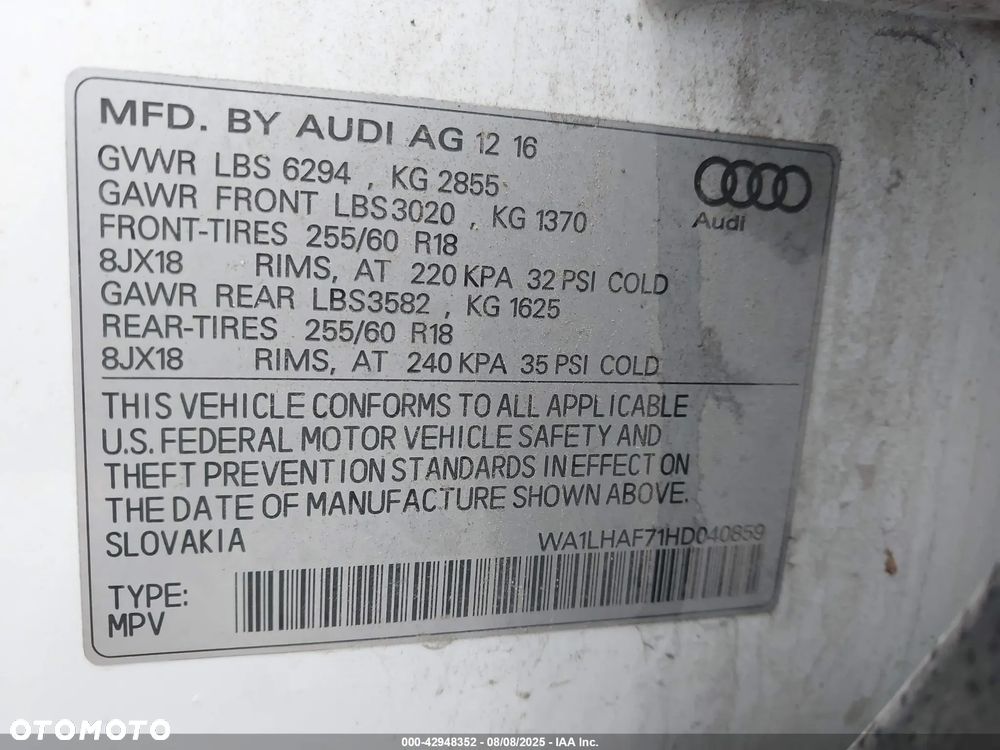 MFD. BY AUDI AG 12 16
GVWR LBS 6294 , KG 2855
GAWR FRONT LBS3020 , KG 1370
FRONT-TIRES 255/60 R18
8JX18 RIMS, AT 220 KPA 32 PSI COLD
GAWR REAR LBS3582 , KG 1625
REAR-TIRES 255/60 R18
8JX18 RIMS, AT 240 KPA 35 PSI COLD
Audi
THIS VEHICLE CONFORMS TO ALL APPLICABLE
U.S. FEDERAL MOTOR VEHICLE SAFETY AND
THEFT PREVENTION STANDARDS IN EFFECT ON
THE DATE OF MANUFACTURE SHOWN ABOVE.
SLOVAKIA WA1LHAF71HD040859
TYPE:
MPV
OTOMOTO
000-42948352 - 08/08/2025 - IAA Inc.